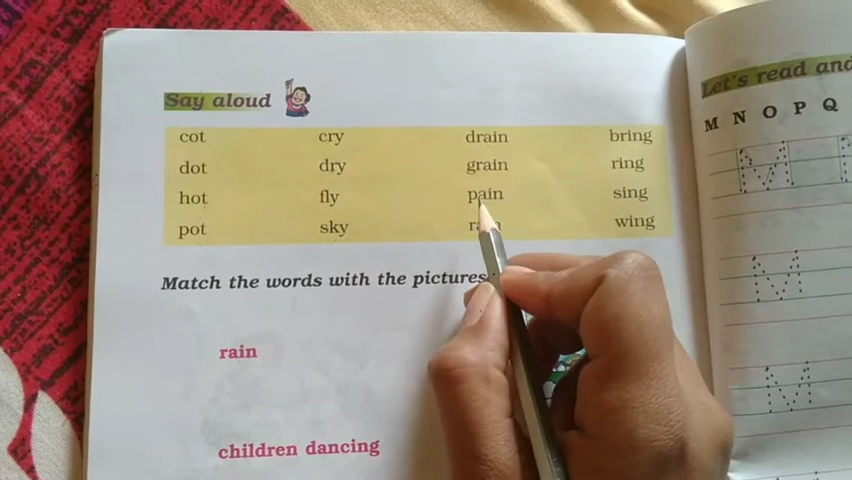 Say aloud
cot cry drain bring
dot dry grain ring
hot fly pain sing
pot sky wing
Match the words with the pictures
rain
children dancing
Let's read and
M N O P Q
M
M
M